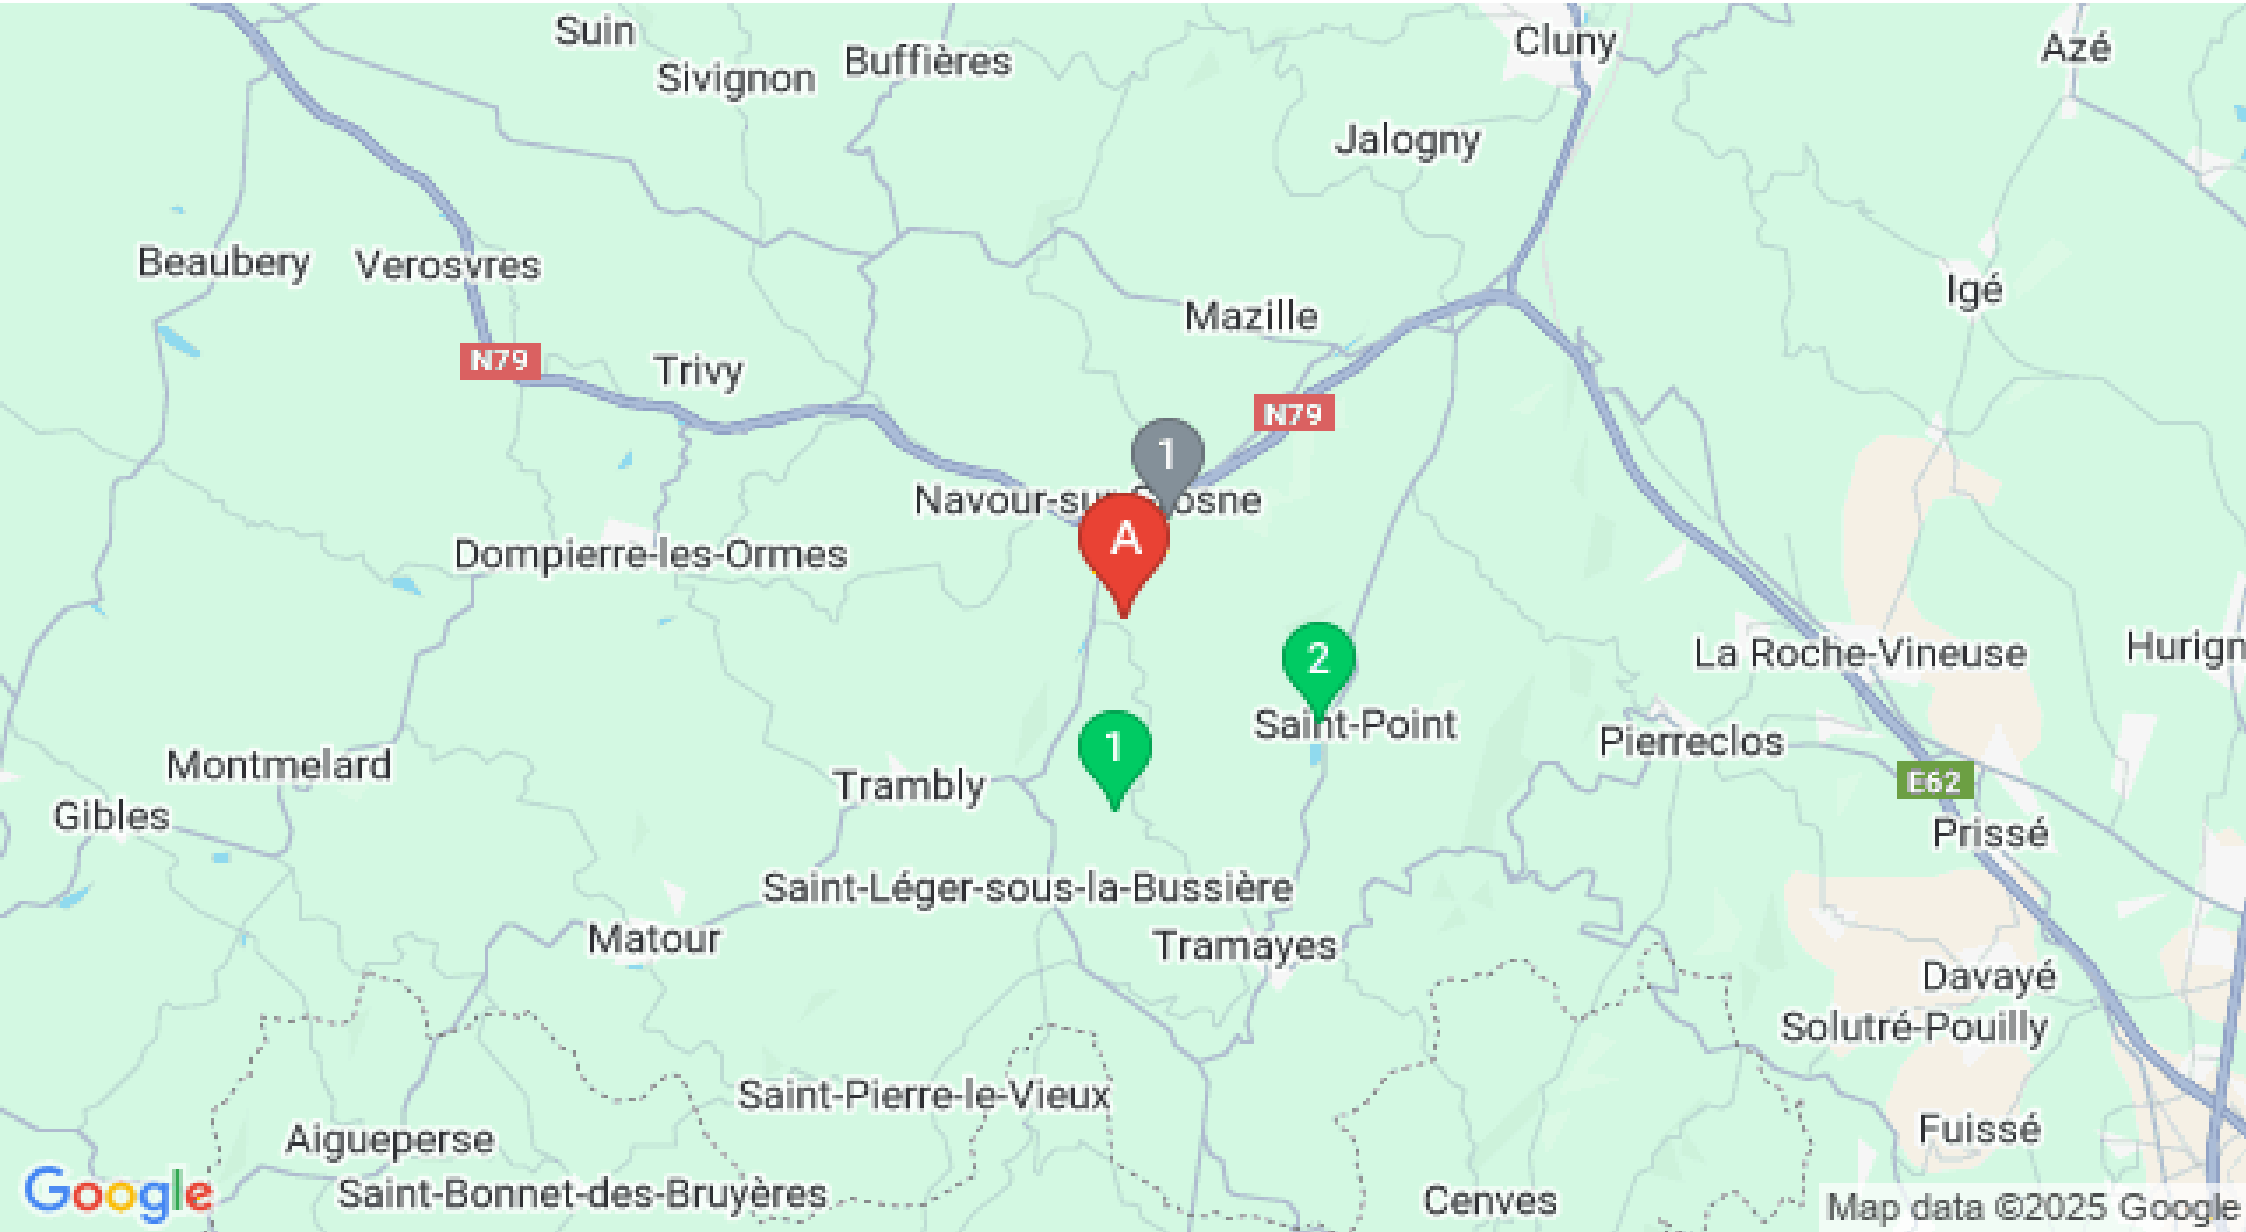 Suin
Cluny
Azé
Buffières
Sivignon
Jalogny
Beaubery
Verosvres
Igé
Mazille
N79
Trivy
N79
1
Navour-sur-Grosne
A
Dompierre-les-Ormes
La Roche-Vineuse
Hurign
2
Saint-Point
Pierreclos
1
Montmelard
Trambly
E62
Gibles
Prissé
Saint-Léger-sous-la-Bussière
Matour
Tramayes
Davayé
Solutré-Pouilly
Saint-Pierre-le-Vieux
Fuissé
Aigueperse
Google
Saint-Bonnet-des-Bruyères
Cenves
Map data ©2025 Google